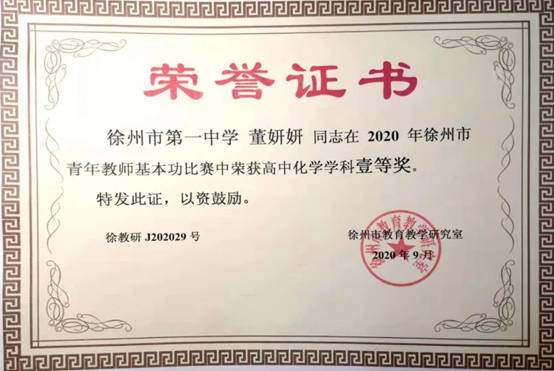 荣誉证书
徐州市第一中学 董妍妍 同志在 2020 年徐州市
青年教师基本功比赛中荣获高中化学学科壹等奖。
特发此证，以资鼓励。
徐教研 J202029 号
徐州市教育教学研究室
2020 年 9 月